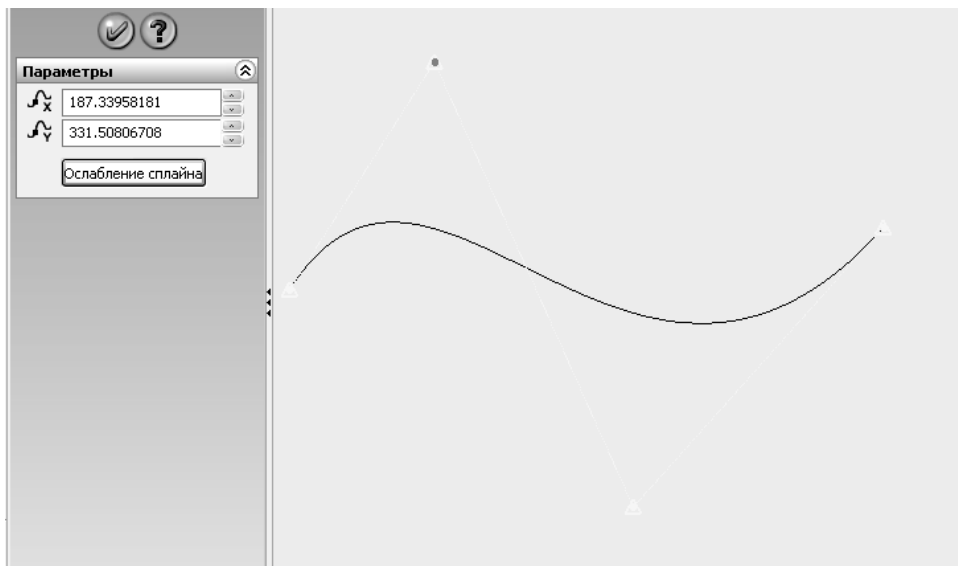 ?
Параметры
X 187.33958181
Y 331.50806708
Ослабление сплайна